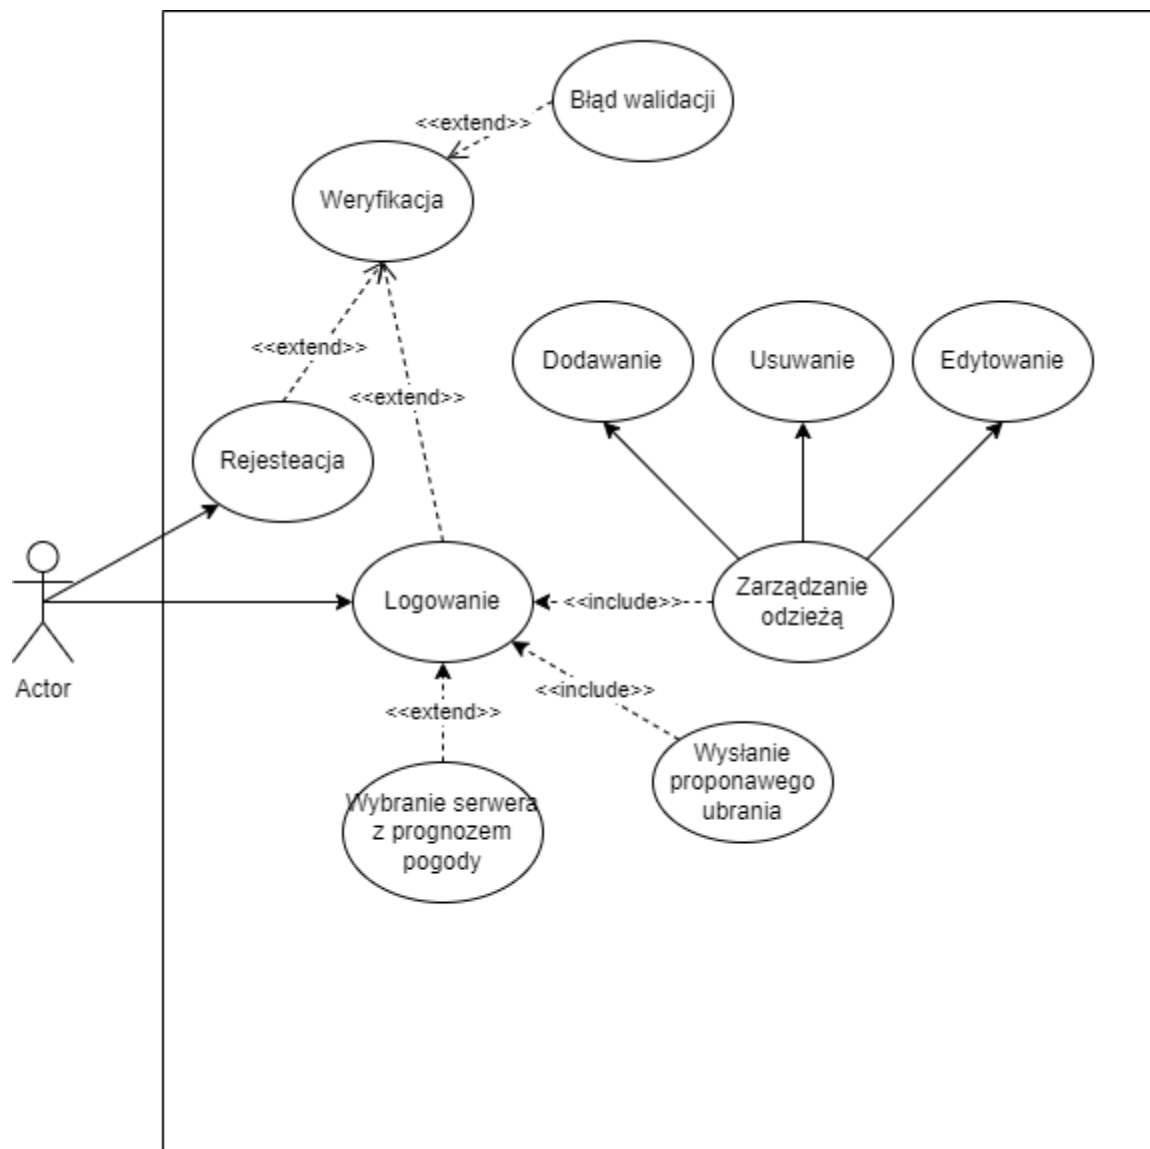 Błąd walidacji
<<extend>>
Weryfikacja
<<extend>>
Dodawanie
Usuwanie
Edytowanie
<<extend>>
Rejesteacja
Logowanie
<<include>>
Zarządzanie
odzieżą
Actor
<<include>>
<<extend>>
Wysłanie
proponawego
ubrania
Wybranie serwera
z prognozem
pogody